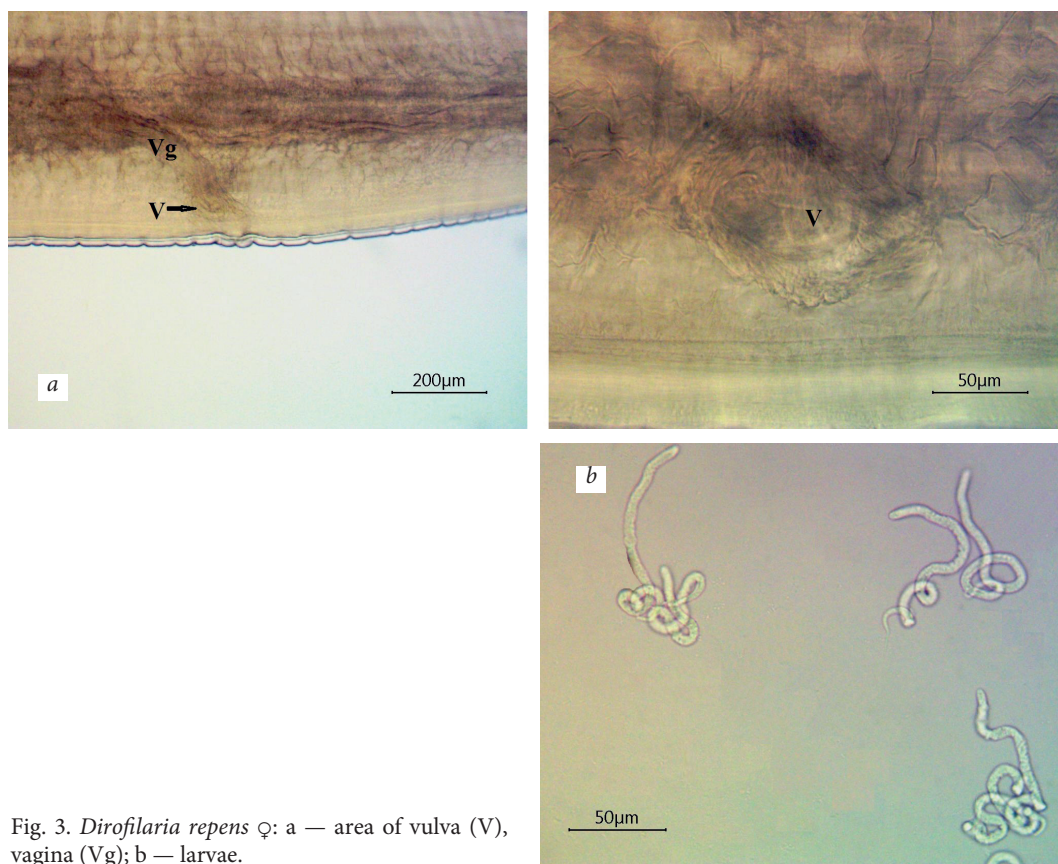 Vg
V
V
a
200µm
50µm
b
50µm
Fig. 3. Dirofilaria repens ♀: a — area of vulva (V),
vagina (Vg); b — larvae.